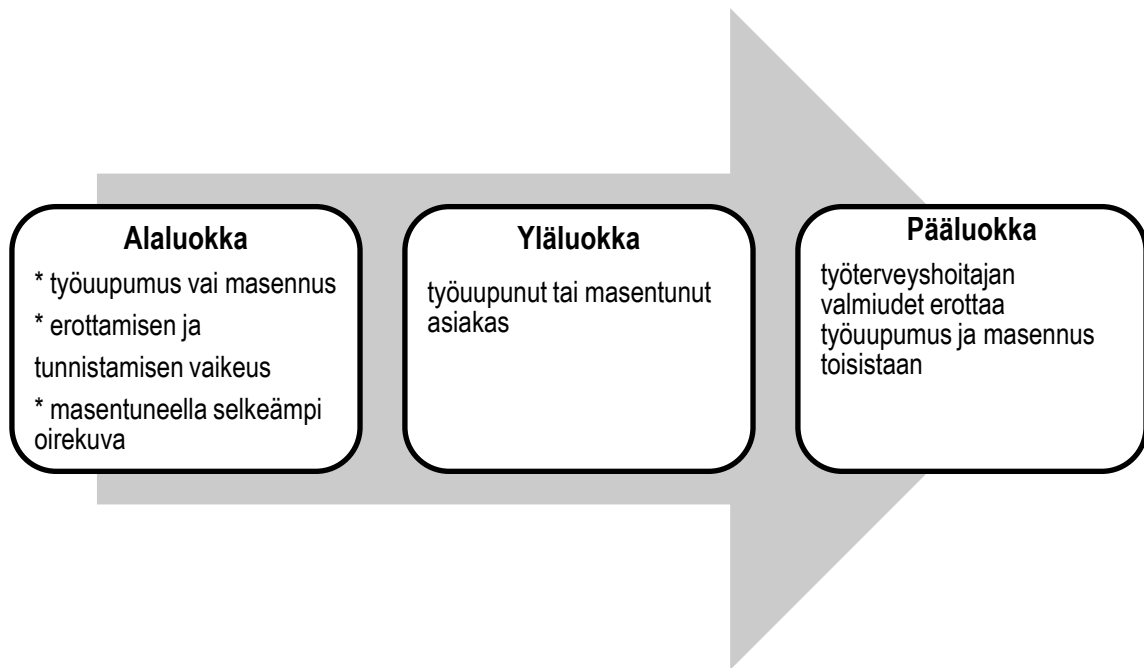 Alaluokka
* työuupumus vai masennus
* erottamisen ja
tunnistamisen vaikeus
* masentuneella selkeämpi
oirekuva
Yläluokka
työuupunut tai masentunut
asiakas
Pääluokka
työterveyshoitajan
valmiudet erottaa
työuupumus ja masennus
toisistaan